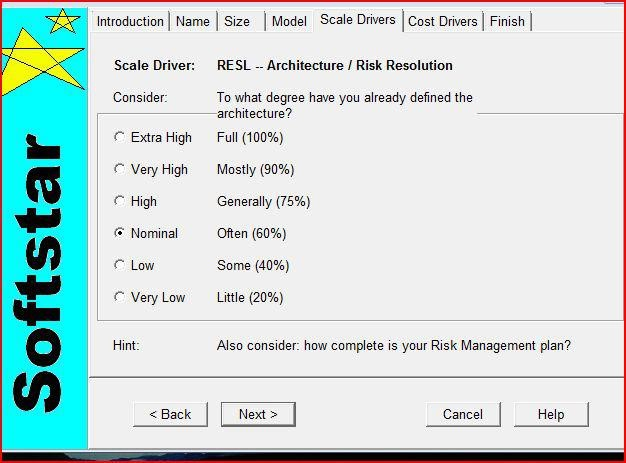 Introduction Name Size Model Scale Drivers Cost Drivers Finish
Softstar
Scale Driver: RESL -- Architecture / Risk Resolution
Consider: To what degree have you already defined the
architecture?
Extra High Full (100%)
Very High Mostly (90%)
High Generally (75%)
Nominal Often (60%)
Low Some (40%)
Very Low Little (20%)
Hint: Also consider: how complete is your Risk Management plan?
< Back Next > Cancel Help